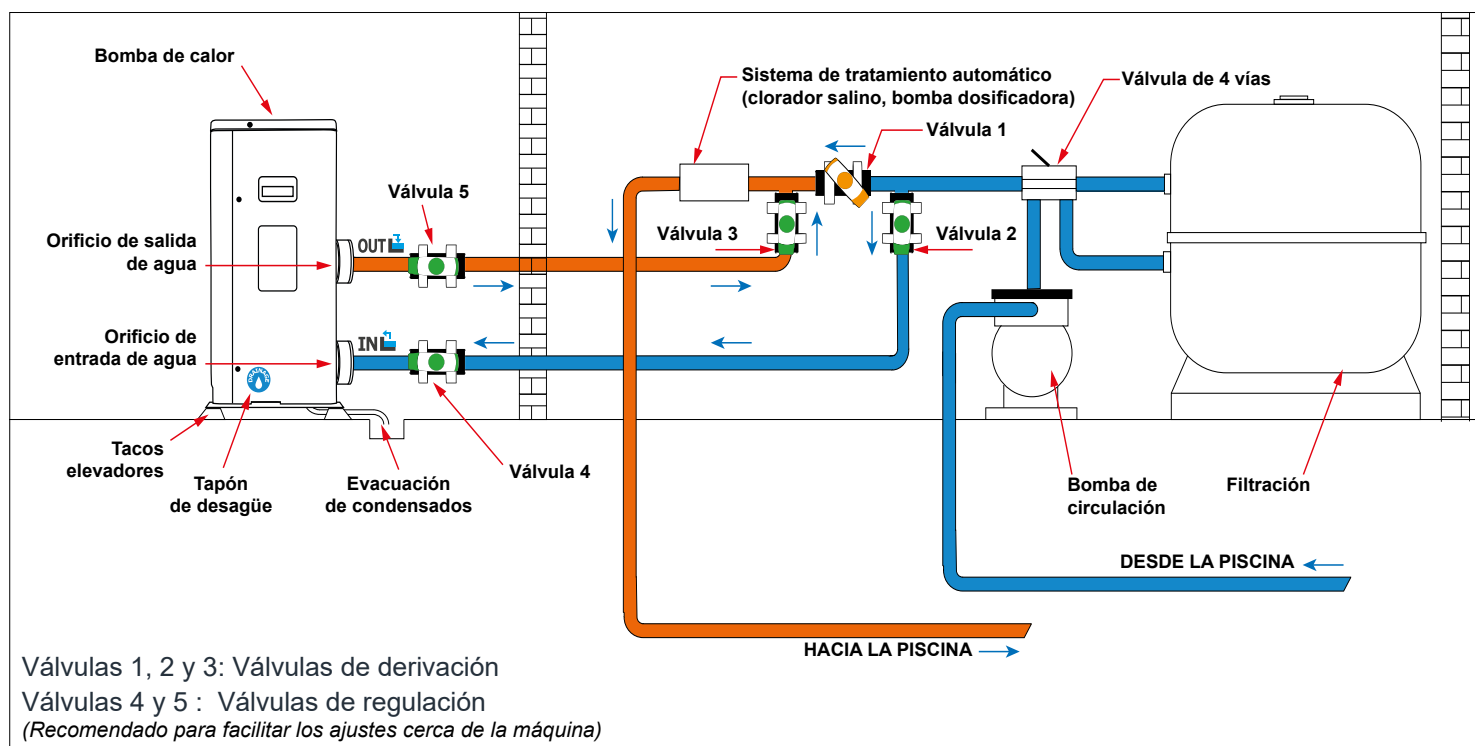 Bomba de calor
Sistema de tratamiento automático
(clorador salino, bomba dosificadora)
Válvula de 4 vías
Válvula 1
Válvula 5
Orificio de salida
de agua
OUT
Válvula 3
Válvula 2
Orificio de
entrada de agua
IN
DRAINAGE
Tacos
elevadores
Tapón
de desagüe
Evacuación
de condensados
Válvula 4
Bomba de
circulación
Filtración
DESDE LA PISCINA
HACIA LA PISCINA
Válvulas 1, 2 y 3: Válvulas de derivación
Válvulas 4 y 5 : Válvulas de regulación
(Recomendado para facilitar los ajustes cerca de la máquina)